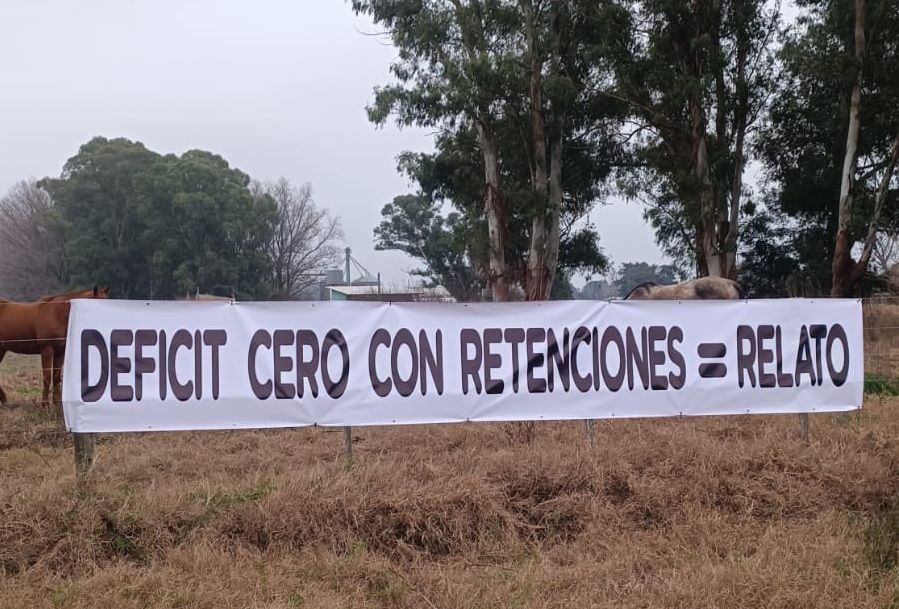 DEFICIT CERO CON RETENCIONES = RELATO